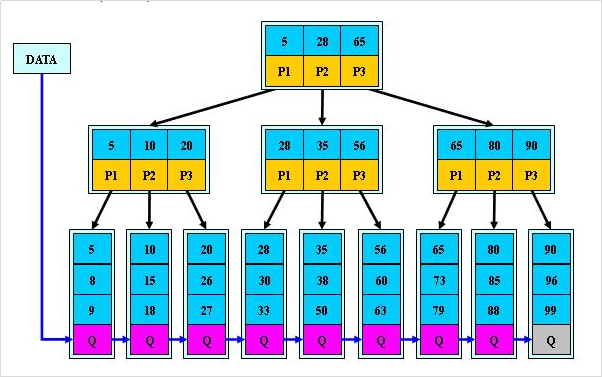 5 28 65
DATA
P1 P2 P3
5 10 20 28 35 56 65 80 90
P1 P2 P3 P1 P2 P3 P1 P2 P3
5 10 20 28 35 56 65 80 90
8 15 26 30 38 60 73 85 96
9 18 27 33 50 63 79 88 99
Q Q Q Q Q Q Q Q Q